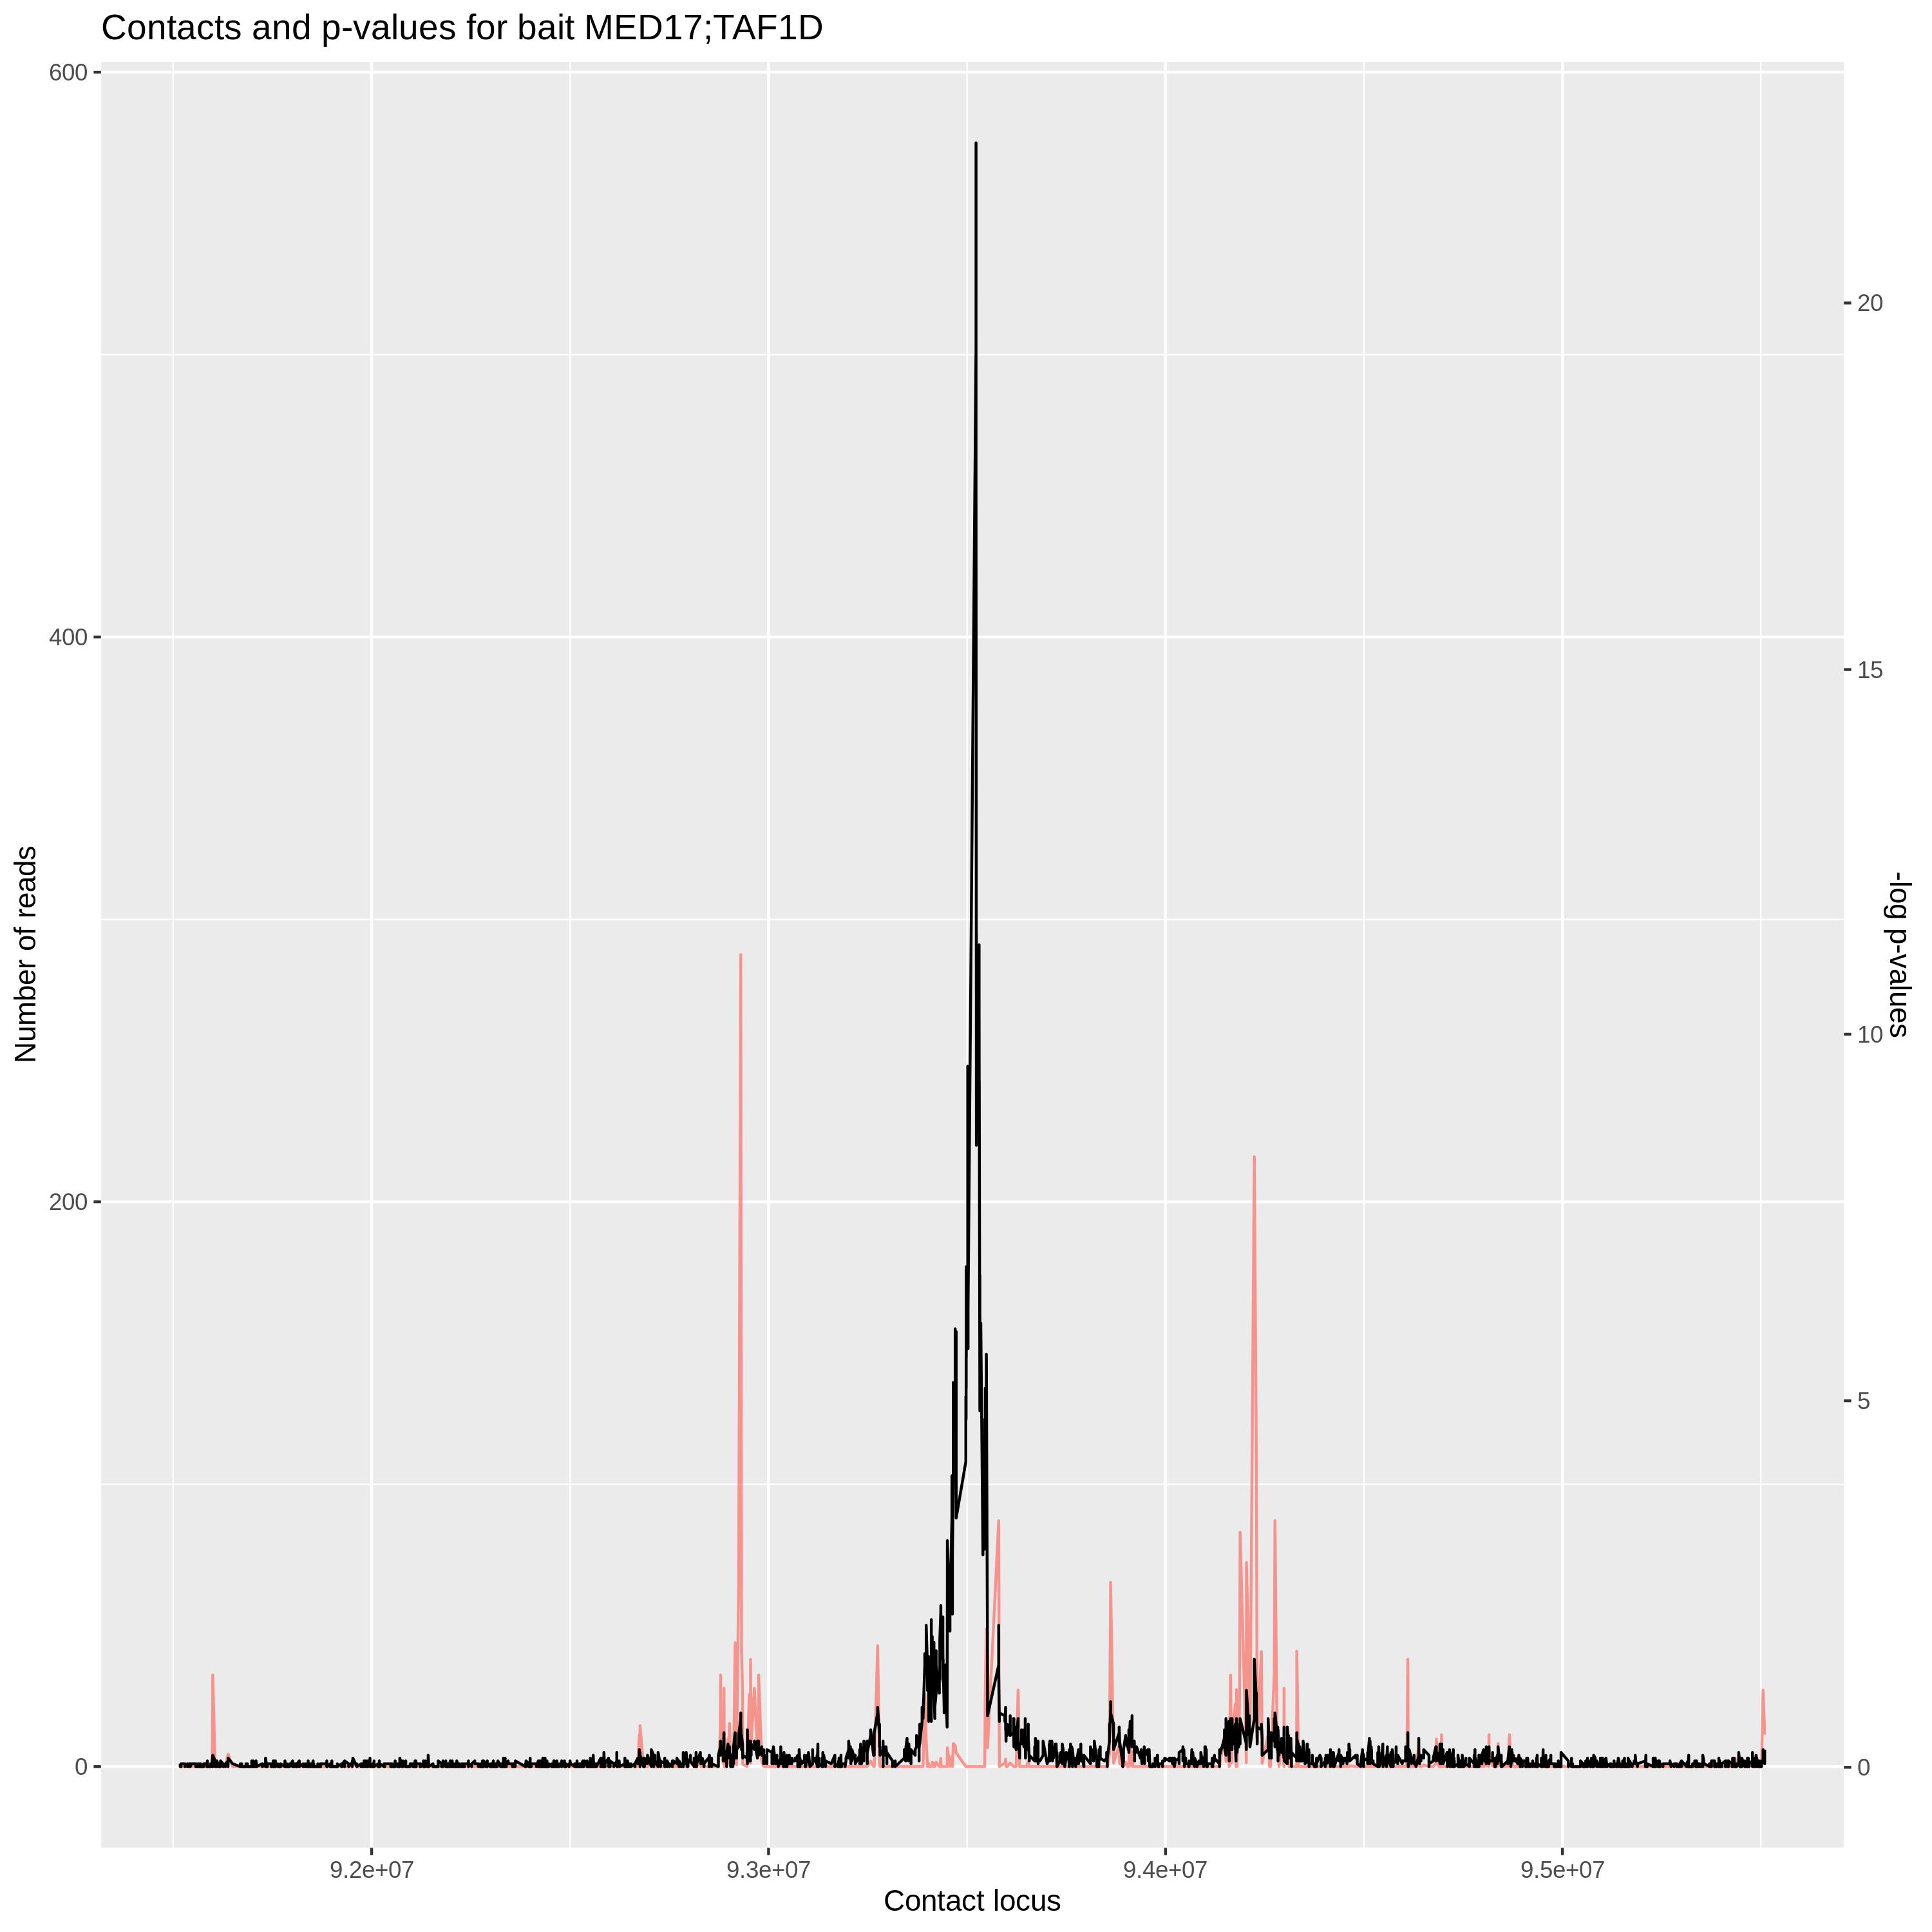 Contacts and p-values for bait MED17;TAF1D
600
400
200
0
Number of reads
20
15
10
5
0
-log p-values
9.2e+07
9.3e+07
9.4e+07
9.5e+07
Contact locus